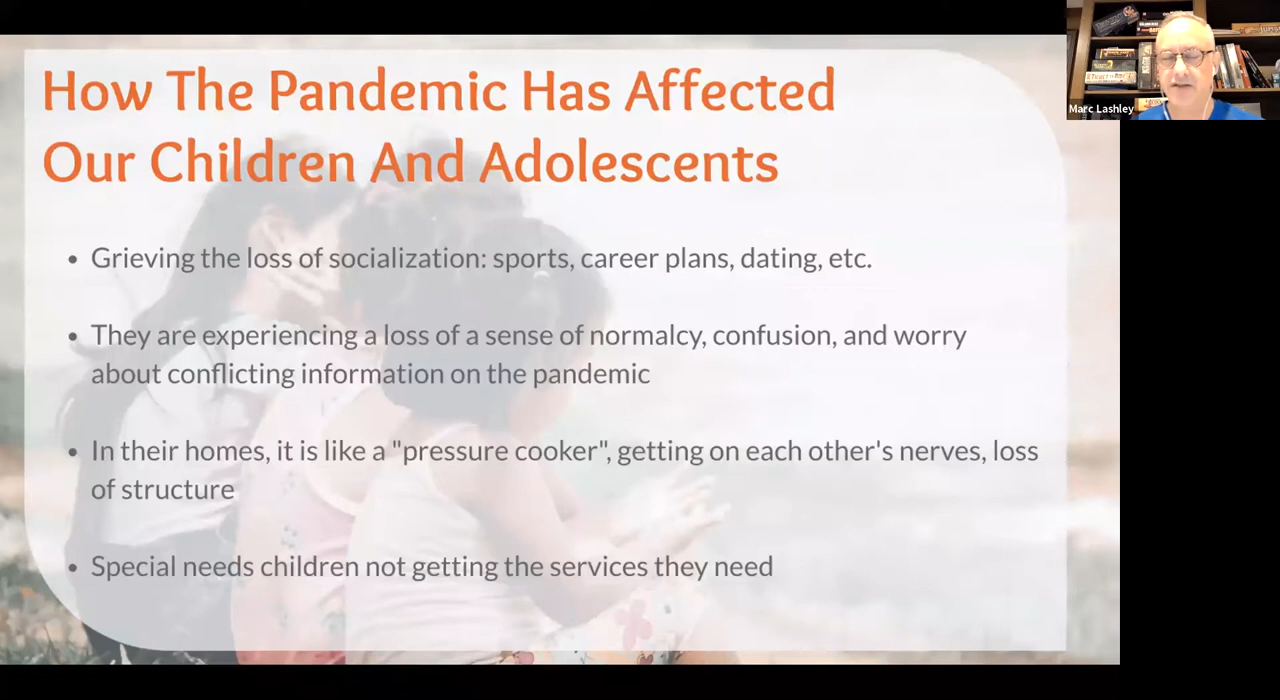 How The Pandemic Has Affected
Our Children And Adolescents
• Grieving the loss of socialization: sports, career plans, dating, etc.
• They are experiencing a loss of a sense of normalcy, confusion, and worry
about conflicting information on the pandemic
• In their homes, it is like a "pressure cooker", getting on each other's nerves, loss
of structure
• Special needs children not getting the services they need
Marc Lashley